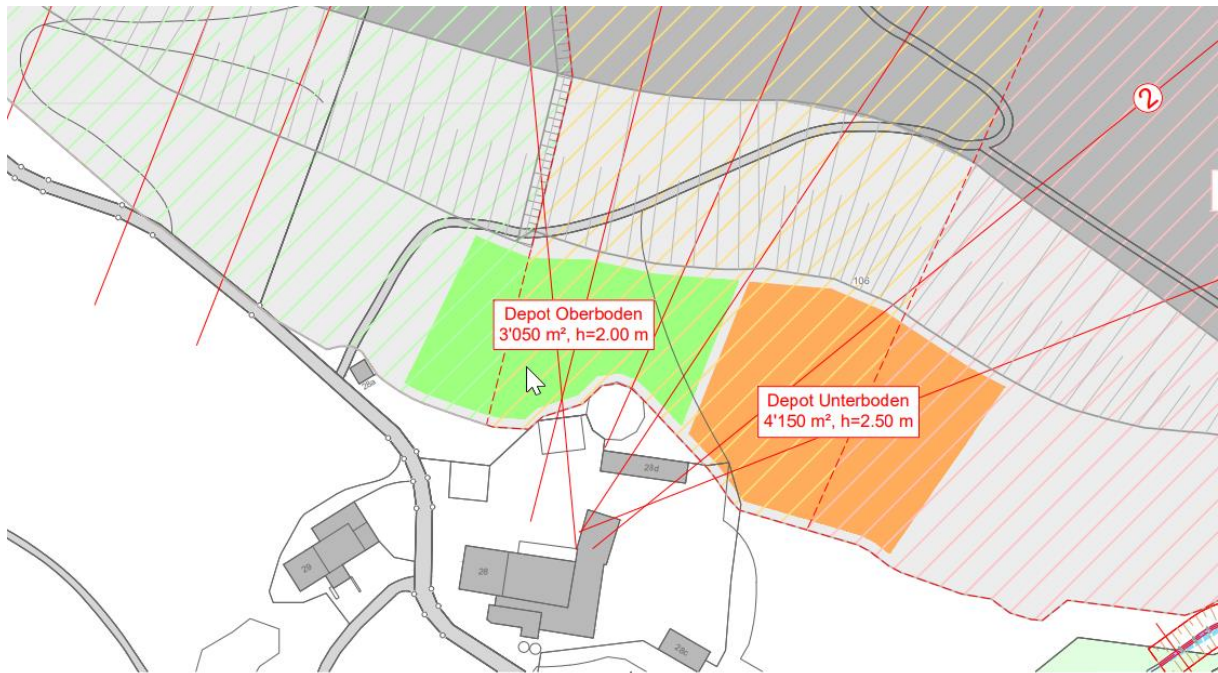 2
106
Depot Oberboden
3'050 m², h=2.00 m
28a
Depot Unterboden
4'150 m², h=2.50 m
28d
29
28
28c